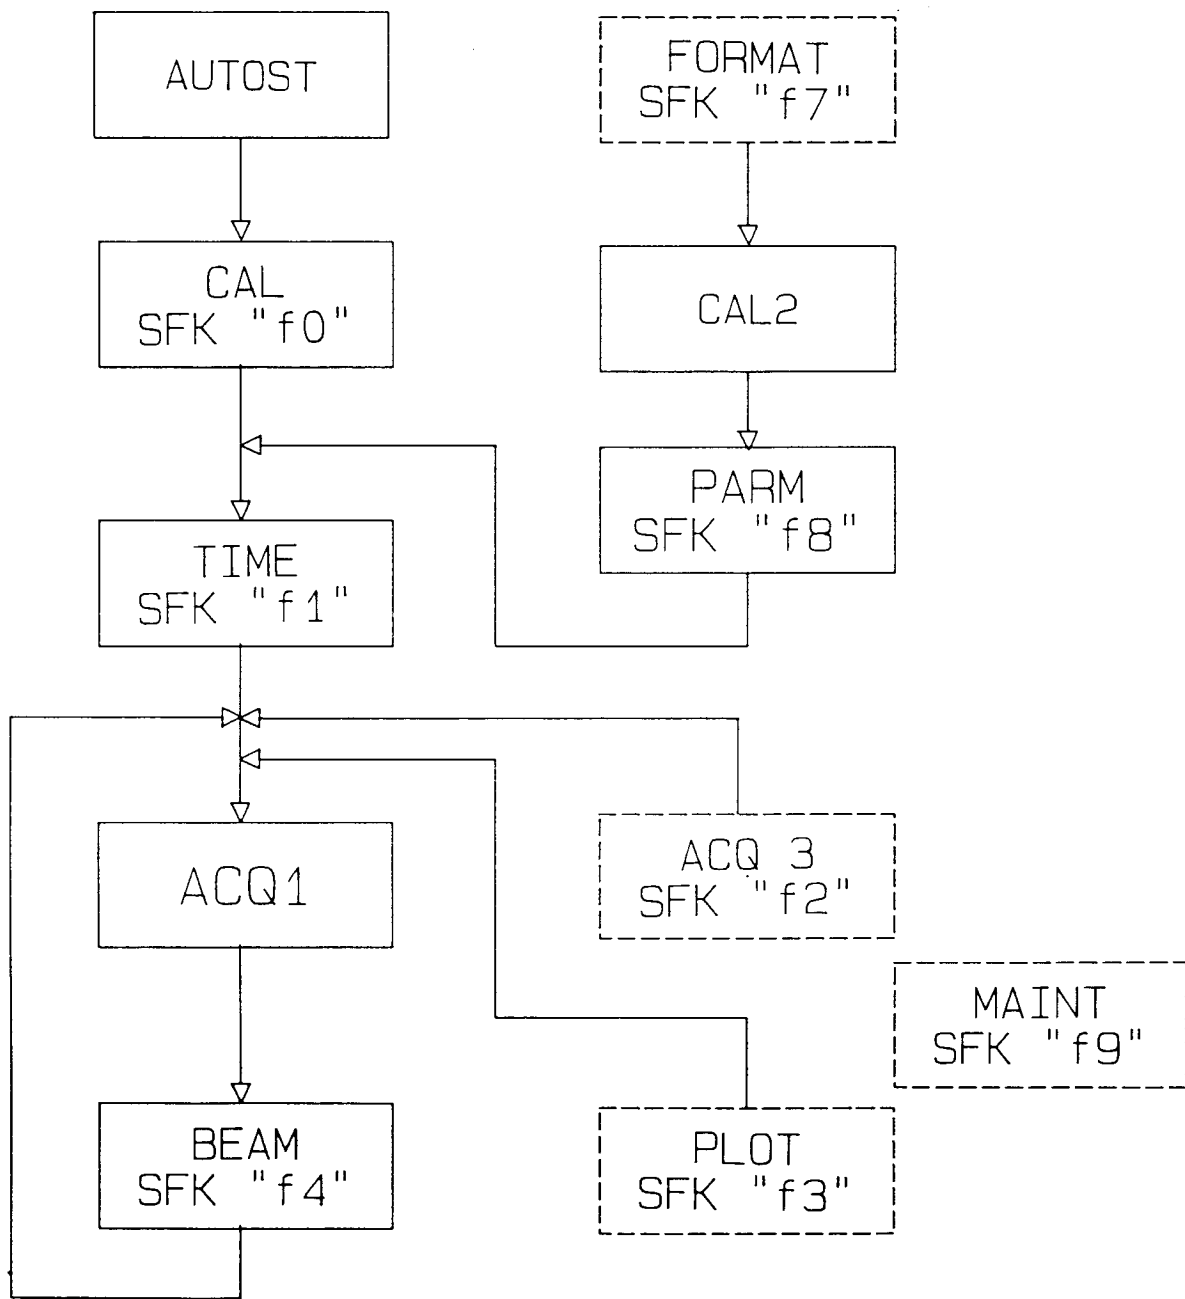 AUTOST
FORMAT
SFK "f7"
CAL
SFK "f0"
CAL2
PARM
SFK "f8"
TIME
SFK "f1"
ACQ1
ACQ 3
SFK "f2"
MAINT
SFK "f9"
BEAM
SFK "f4"
PLOT
SFK "f3"